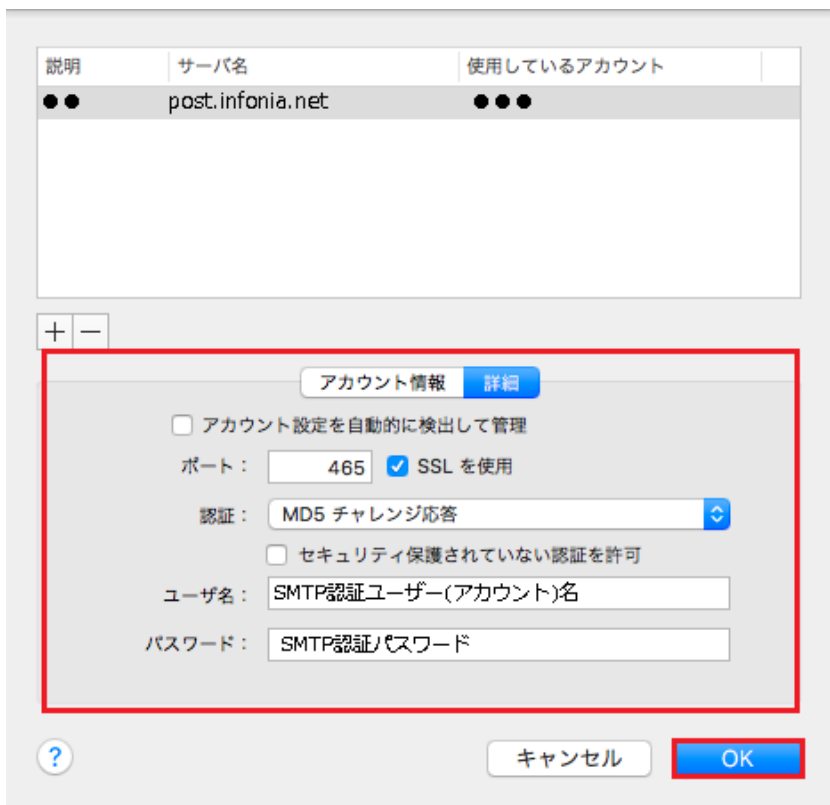 説明 サーバ名 使用しているアカウント
●● post.infonia.net ●●●
+ −
アカウント情報 詳細
アカウント設定を自動的に検出して管理
ポート： 465 SSL を使用
認証： MD5 チャレンジ応答
セキュリティ保護されていない認証を許可
ユーザ名： SMTP認証ユーザー(アカウント)名
パスワード： SMTP認証パスワード
? キャンセル OK